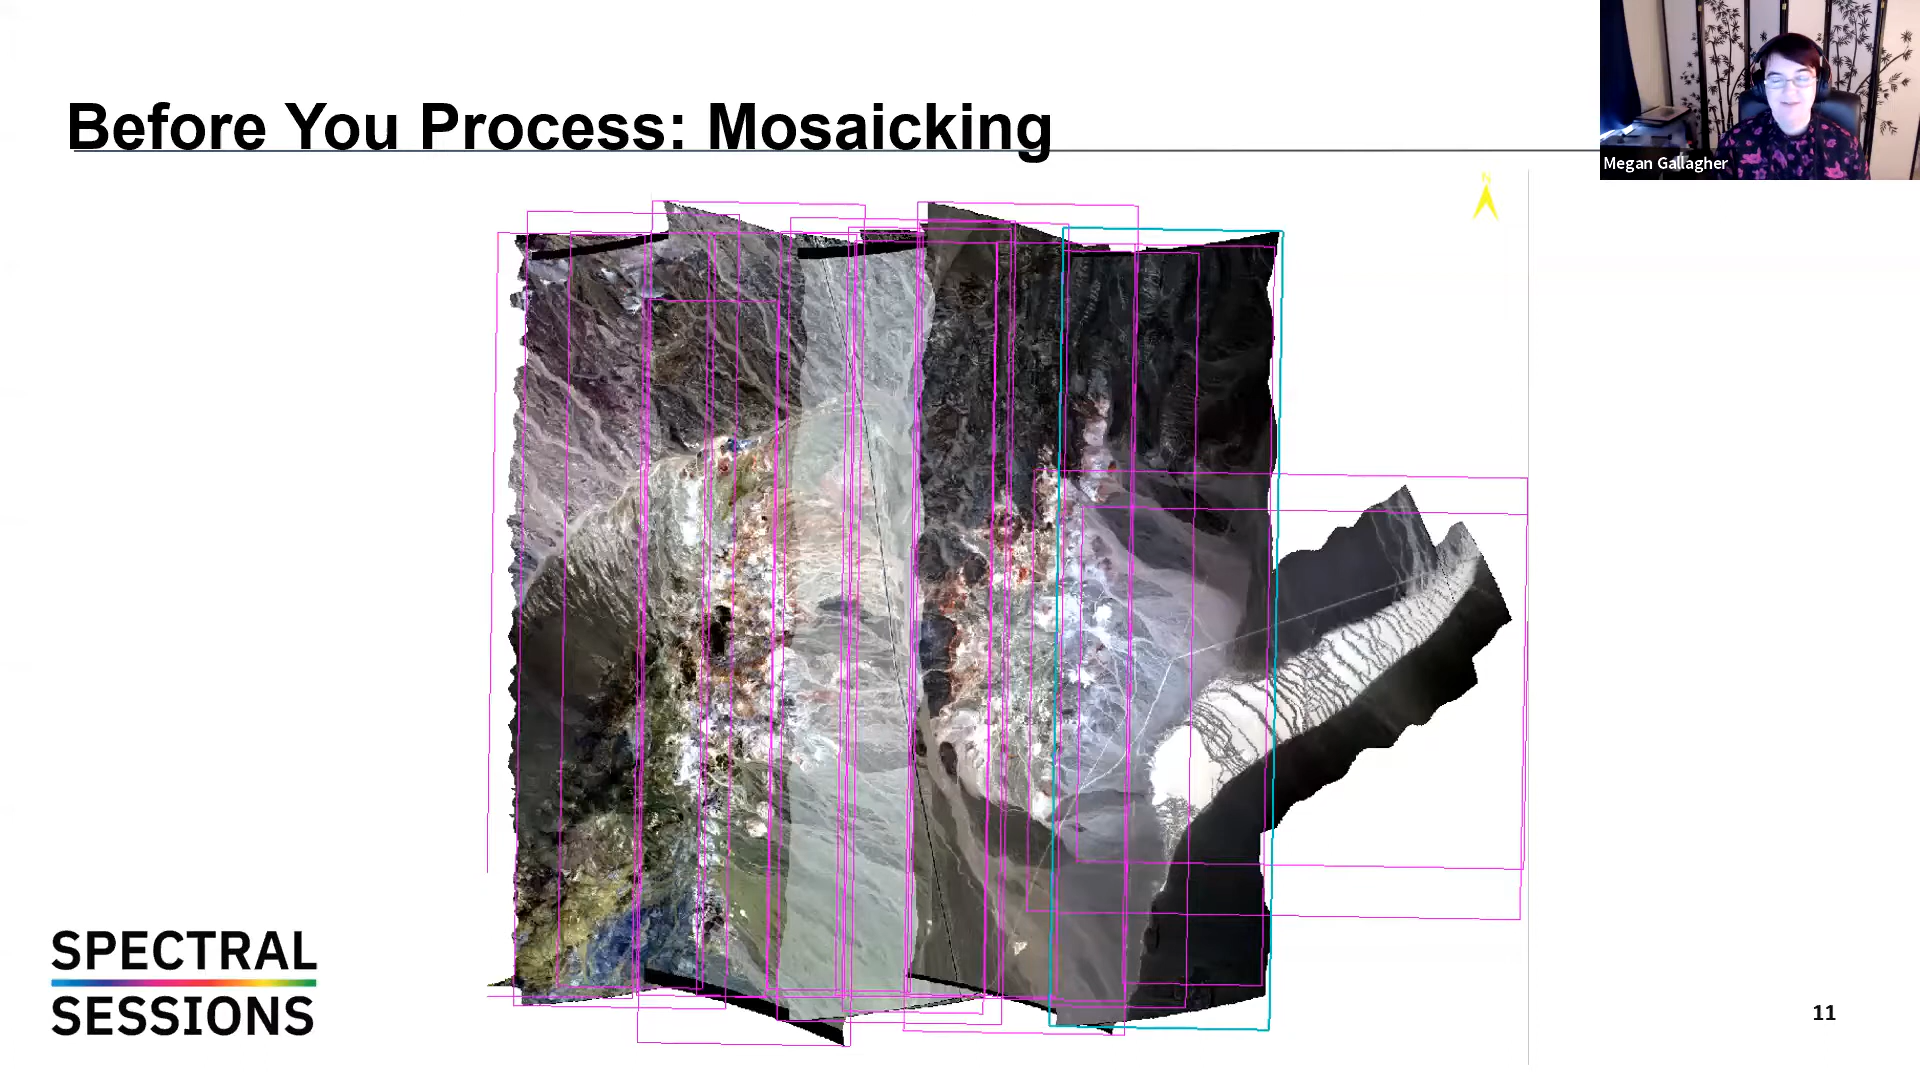 Before You Process: Mosaicking
Megan Gallagher
N
SPECTRAL
SESSIONS
11